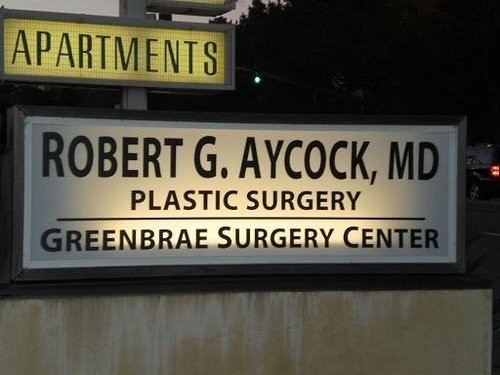 APARTMENTS
ROBERT G. AYCOCK, MD
PLASTIC SURGERY
GREENBRAE SURGERY CENTER